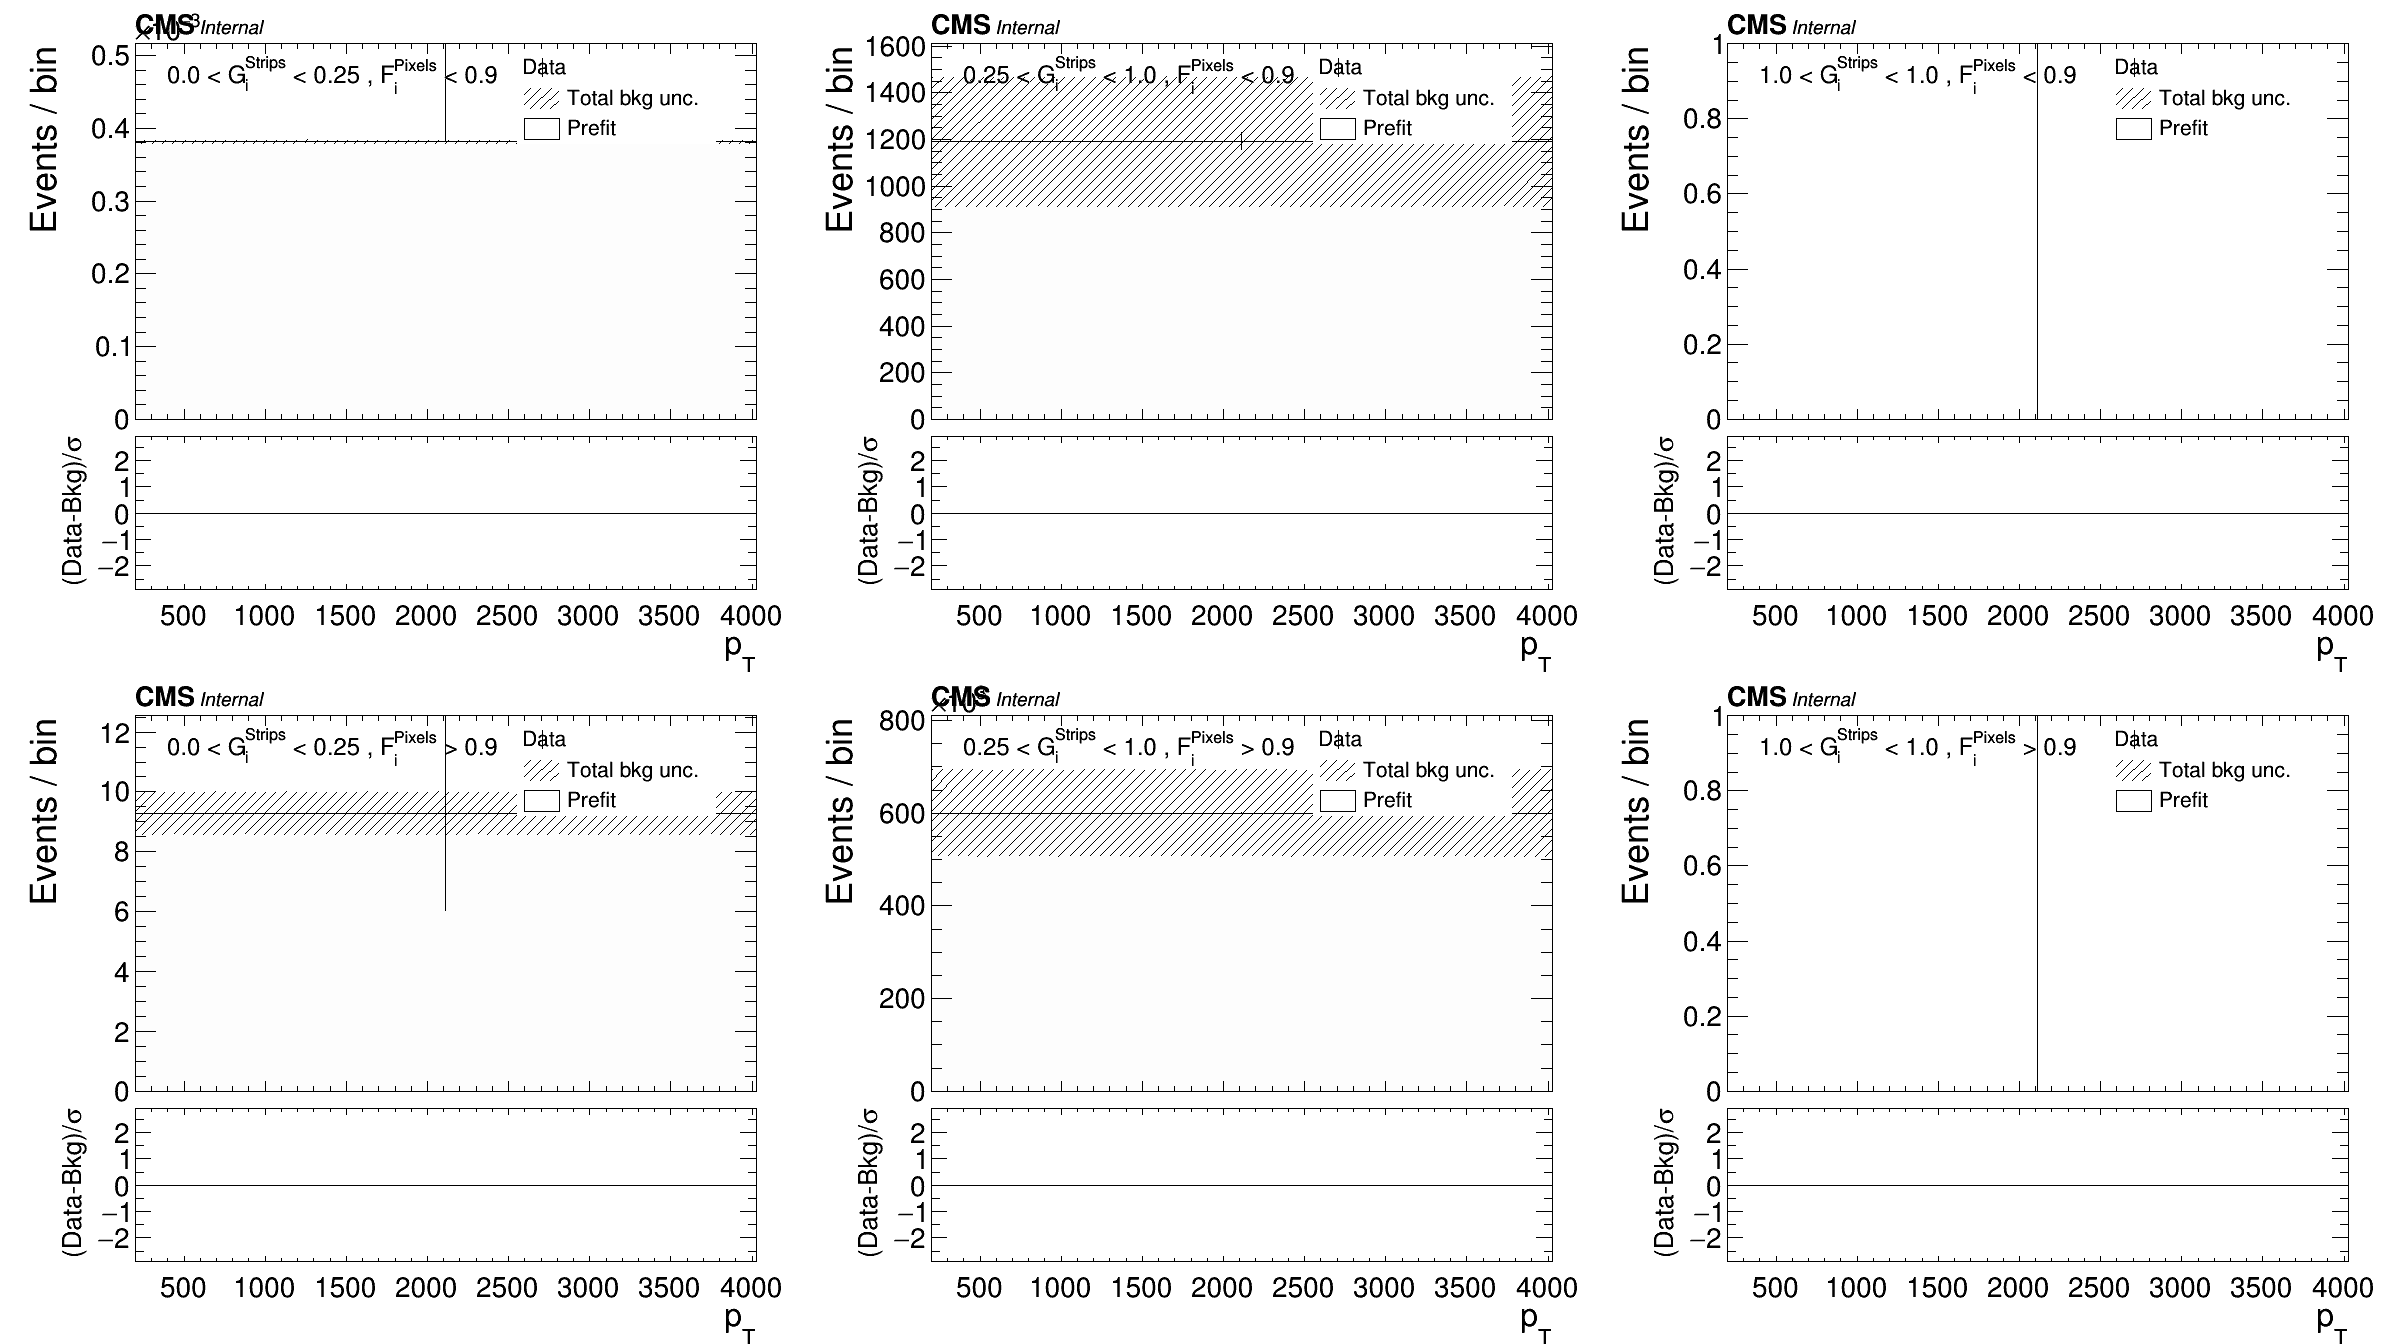 CMS Internal
Events / bin
0.0 < G_i^Strips < 0.25 , F_i^Pixels < 0.9
Data
Total bkg unc.
Prefit
0.5
0.4
0.3
0.2
0.1
0
(Data-Bkg)/σ
2
1
0
−1
−2
500 1000 1500 2000 2500 3000 3500 4000
p_T
CMS Internal
Events / bin
0.25 < G_i^Strips < 1.0 , F_i^Pixels < 0.9
Data
Total bkg unc.
Prefit
1600
1400
1200
1000
800
600
400
200
0
(Data-Bkg)/σ
2
1
0
−1
−2
500 1000 1500 2000 2500 3000 3500 4000
p_T
CMS Internal
Events / bin
1.0 < G_i^Strips < 1.0 , F_i^Pixels < 0.9
Data
Total bkg unc.
Prefit
1
0.8
0.6
0.4
0.2
0
(Data-Bkg)/σ
2
1
0
−1
−2
500 1000 1500 2000 2500 3000 3500 4000
p_T
CMS Internal
Events / bin
0.0 < G_i^Strips < 0.25 , F_i^Pixels > 0.9
Data
Total bkg unc.
Prefit
12
10
8
6
4
2
0
(Data-Bkg)/σ
2
1
0
−1
−2
500 1000 1500 2000 2500 3000 3500 4000
p_T
CMS Internal
Events / bin
0.25 < G_i^Strips < 1.0 , F_i^Pixels > 0.9
Data
Total bkg unc.
Prefit
800
600
400
200
0
(Data-Bkg)/σ
2
1
0
−1
−2
500 1000 1500 2000 2500 3000 3500 4000
p_T
CMS Internal
Events / bin
1.0 < G_i^Strips < 1.0 , F_i^Pixels > 0.9
Data
Total bkg unc.
Prefit
1
0.8
0.6
0.4
0.2
0
(Data-Bkg)/σ
2
1
0
−1
−2
500 1000 1500 2000 2500 3000 3500 4000
p_T